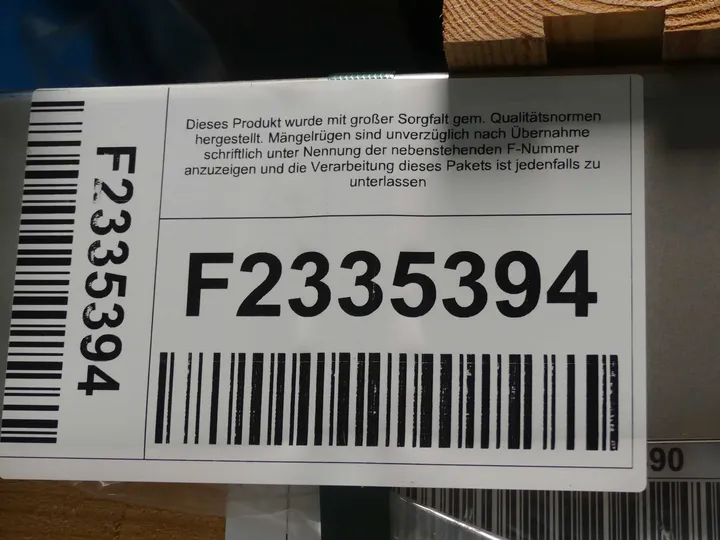 Dieses Produkt wurde mit großer Sorgfalt gem. Qualitätsnormen
hergestellt. Mängelrügen sind unverzüglich nach Übernahme
schriftlich unter Nennung der nebenstehenden F-Nummer
anzuzeigen und die Verarbeitung dieses Pakets ist jedenfalls zu
unterlassen
F2335394
F2335394
90